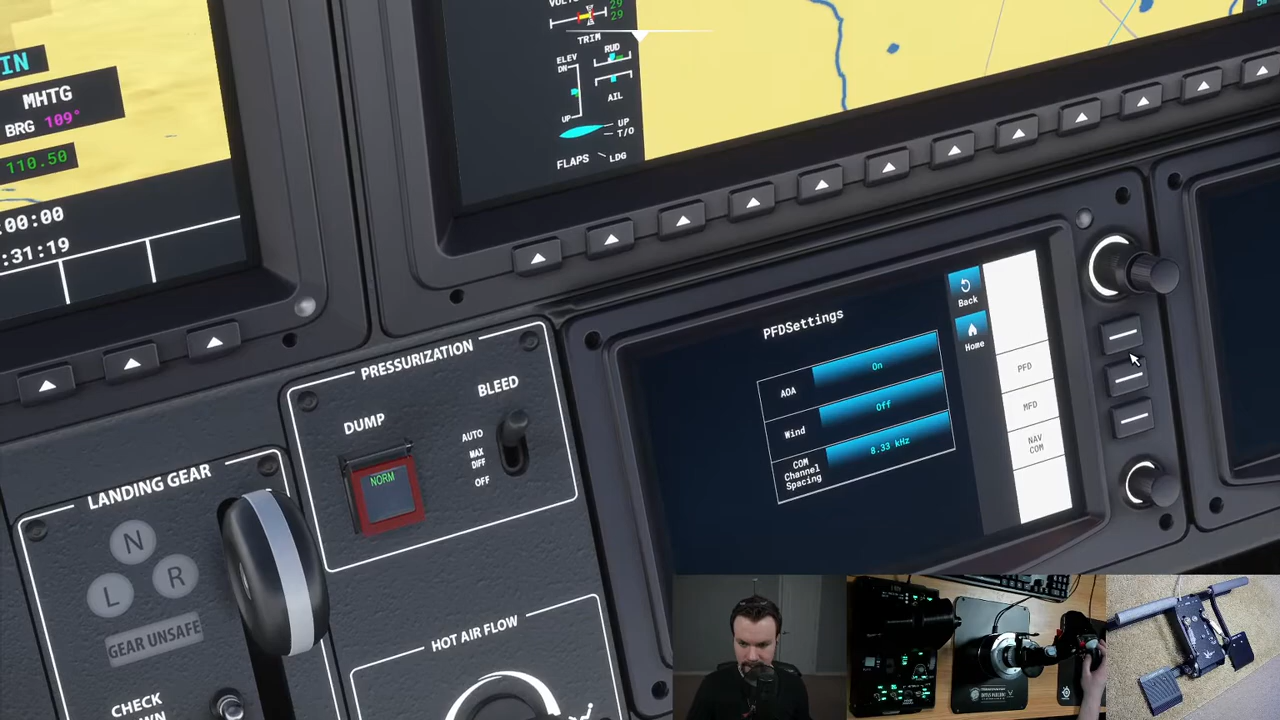 IN
MHTG
BRG 109°
110.50
:00:00
:31:19
29
29
TRIM
ELEV
DN
RUD
AIL
UP
UP
T/O
FLAPS
LDG
PRESSURIZATION
DUMP
BLEED
NORM
AUTO
MAX
DIFF
OFF
LANDING GEAR
N
L
R
GEAR UNSAFE
CHECK
HOT AIR FLOW
PFDSettings
AOA
On
Wind
Off
COM
Channel
Spacing
8.33 kHz
Back
Home
PFD
MFD
NAV
COM